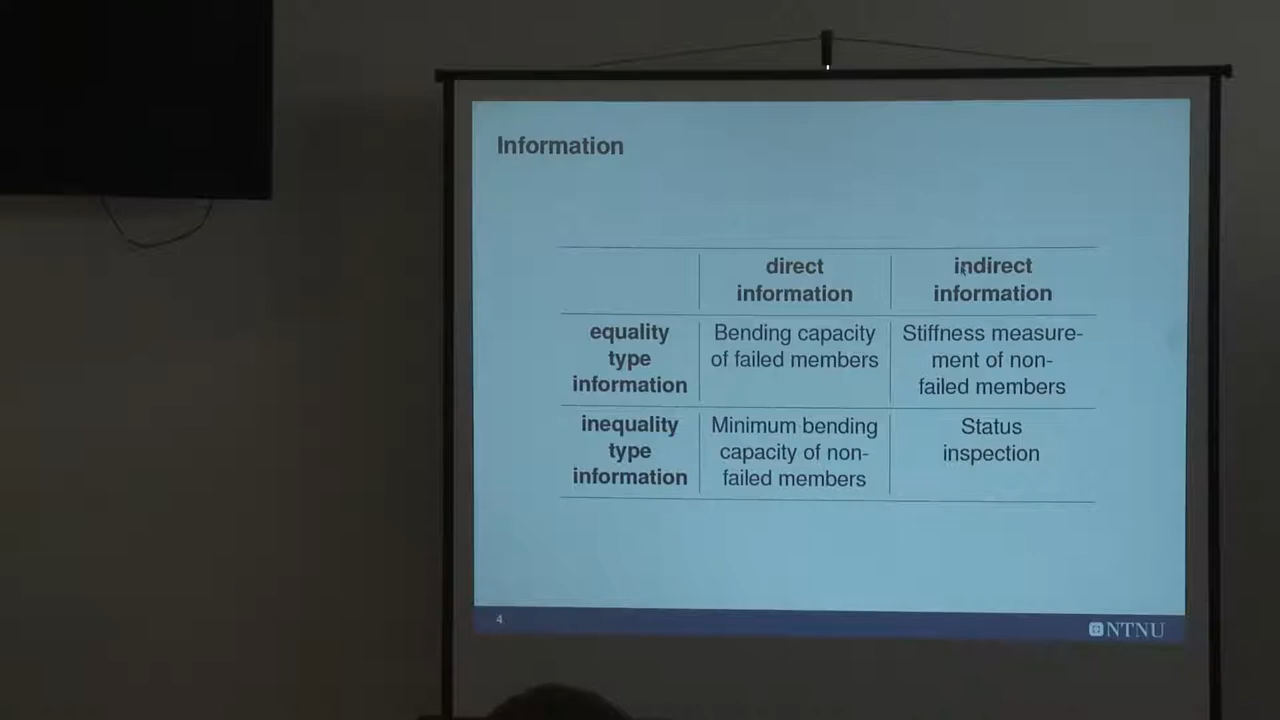 Information
direct
information
indirect
information
equality
type
information
Bending capacity
of failed members
Stiffness measure-
ment of non-
failed members
inequality
type
information
Minimum bending
capacity of non-
failed members
Status
inspection
4
NTNU